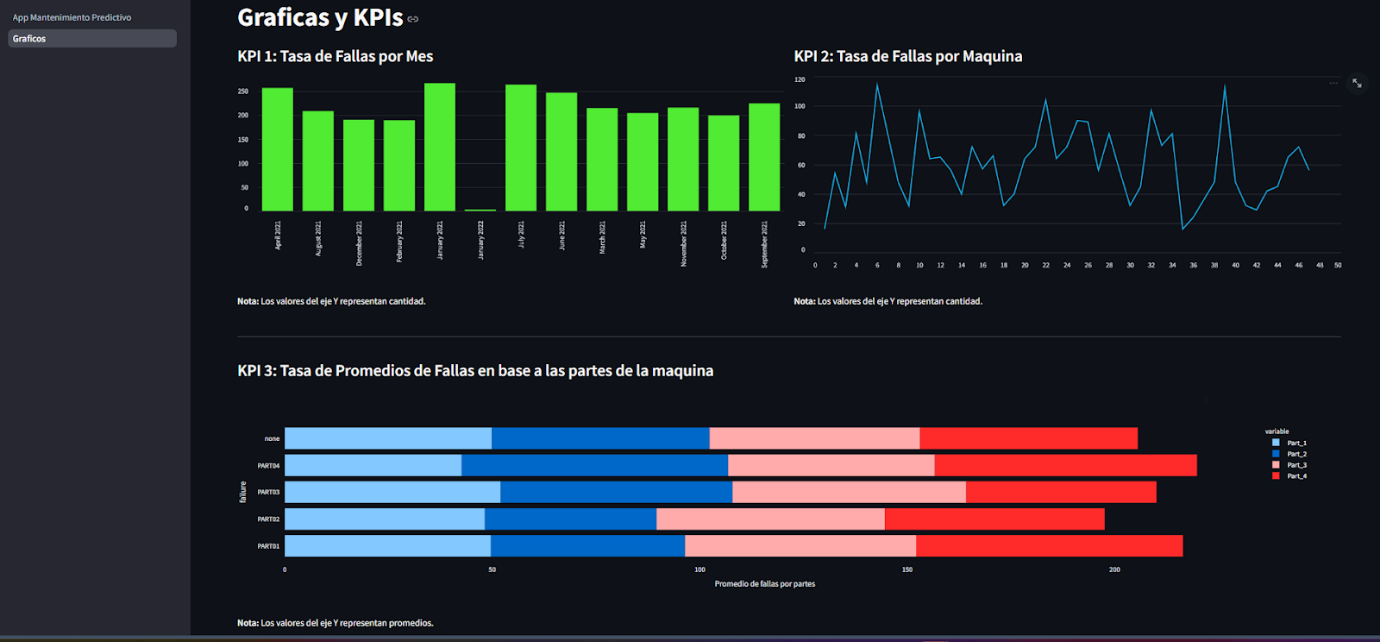 App Mantenimiento Predictivo
Graficos
Graficas y KPIs
KPI 1: Tasa de Fallas por Mes
250
200
150
100
50
0
April 2021
August 2021
December 2021
February 2021
January 2021
January 2022
July 2021
June 2021
March 2021
May 2021
November 2021
October 2021
September 2021
Nota: Los valores del eje Y representan cantidad.
KPI 2: Tasa de Fallas por Maquina
120
100
80
60
40
20
0
0 2 4 6 8 10 12 14 16 18 20 22 24 26 28 30 32 34 36 38 40 42 44 46 48 50
Nota: Los valores del eje Y representan cantidad.
KPI 3: Tasa de Promedios de Fallas en base a las partes de la maquina
failure
none
PART04
PART03
PART02
PART01
0 50 100 150 200
Promedio de fallas por partes
variable
Part_1
Part_2
Part_3
Part_4
Nota: Los valores del eje Y representan promedios.